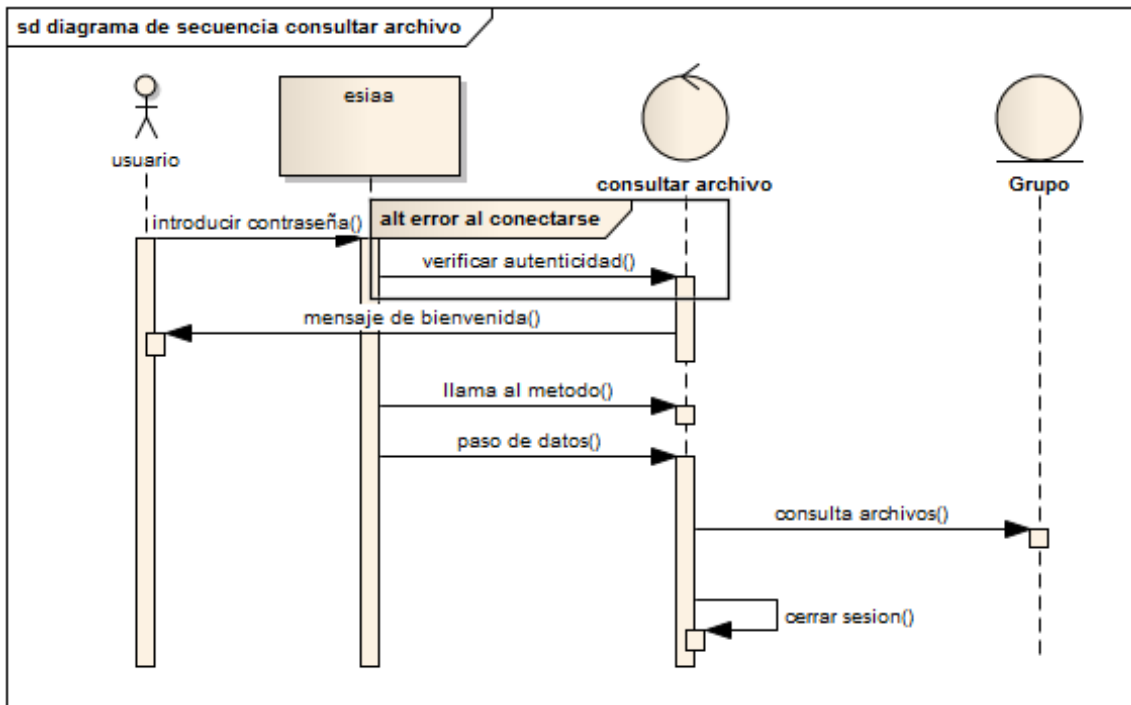 sd diagrama de secuencia consultar archivo
esiaa
usuario
consultar archivo
Grupo
alt error al conectarse
introducir contraseña()
verificar autenticidad()
mensaje de bienvenida()
llama al metodo()
paso de datos()
consulta archivos()
cerrar sesion()